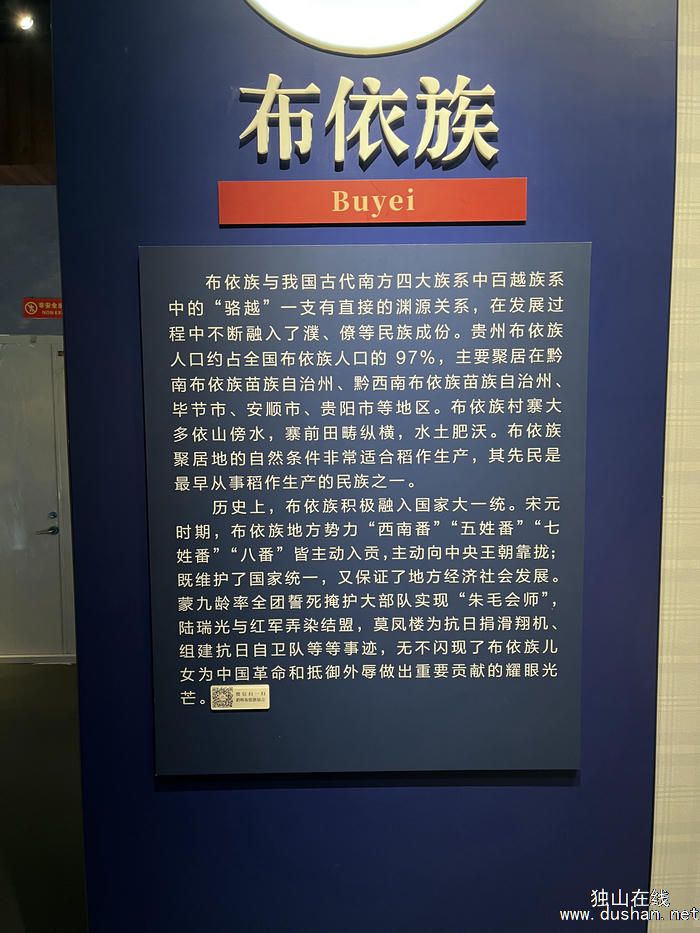 布依族
Buyei
布依族与我国古代南方四大族系中百越族系
中的“骆越”一支有直接的渊源关系，在发展过
程中不断融入了濮、僚等民族成份。贵州布依族
人口约占全国布依族人口的 97%，主要聚居在黔
南布依族苗族自治州、黔西南布依族苗族自治州、
毕节市、安顺市、贵阳市等地区。布依族村寨大
多依山傍水，寨前田畴纵横，水土肥沃。布依族
聚居地的自然条件非常适合稻作生产，其先民是
最早从事稻作生产的民族之一。
历史上，布依族积极融入国家大一统。宋元
时期，布依族地方势力“西南番”“五姓番”“七
姓番”“八番”皆主动入贡，主动向中央王朝靠拢；
既维护了国家统一，又保证了地方经济社会发展。
蒙九龄率全团誓死掩护大部队实现“朱毛会师”，
陆瑞光与红军弄染结盟，莫凤楼为抗日捐滑翔机、
组建抗日自卫队等等事迹，无不闪现了布依族儿
女为中国革命和抵御外辱做出重要贡献的耀眼光
芒。
微信扫一扫
非安全出
NON EX
独山在线
www.dushan.net